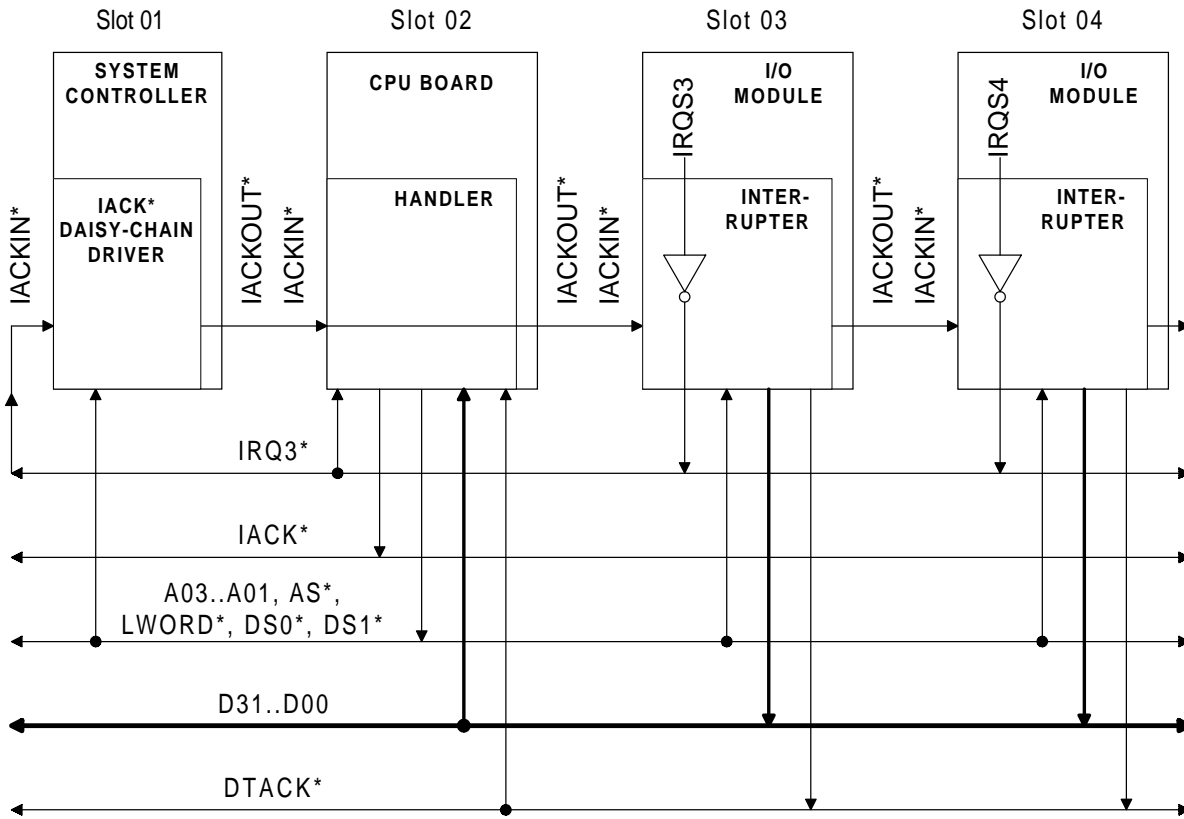 Slot 01
Slot 02
Slot 03
Slot 04
SYSTEM
CONTROLLER
CPU BOARD
I/O
MODULE
I/O
MODULE
IRQS3
IRQS4
IACKIN*
IACK*
DAISY-CHAIN
DRIVER
IACKOUT*
IACKIN*
HANDLER
IACKOUT*
IACKIN*
INTER-
RUPTER
IACKOUT*
IACKIN*
INTER-
RUPTER
IRQ3*
IACK*
A03..A01, AS*,
LWORD*, DS0*, DS1*
D31..D00
DTACK*